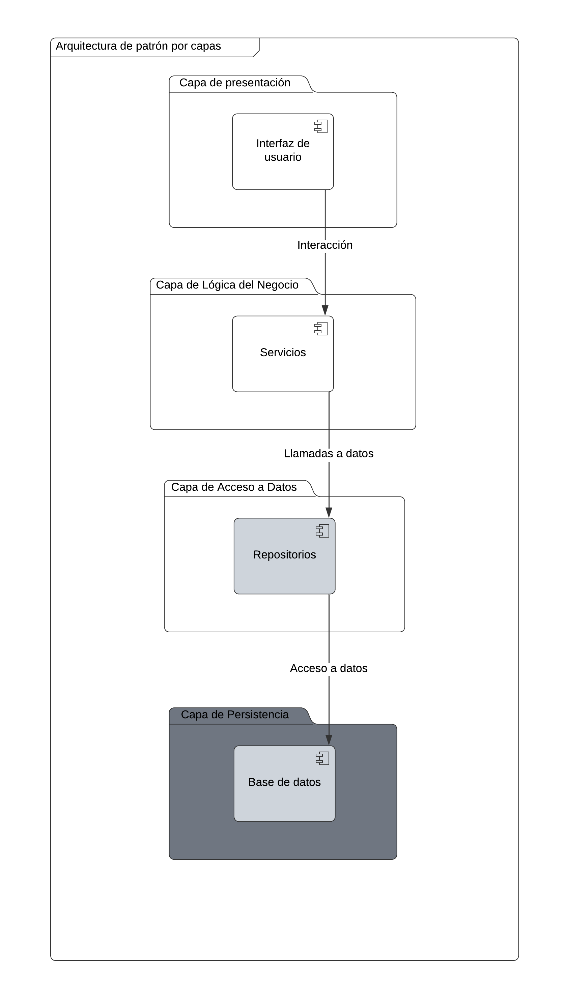 Arquitectura de patrón por capas
Capa de presentación
Interfaz de
usuario
Interacción
Capa de Lógica del Negocio
Servicios
Llamadas a datos
Capa de Acceso a Datos
Repositorios
Acceso a datos
Capa de Persistencia
Base de datos